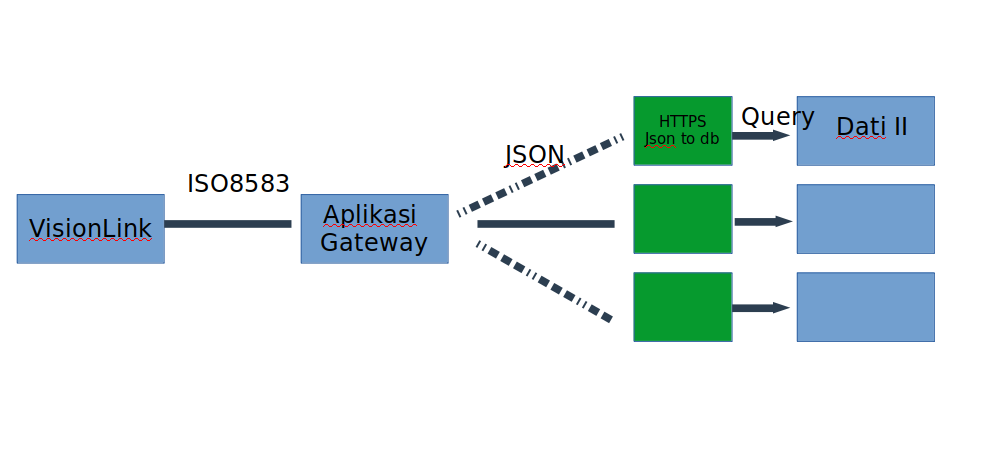 VisionLink
ISO8583
Aplikasi
Gateway
JSON
HTTPS
Json to db
Query
Dati II